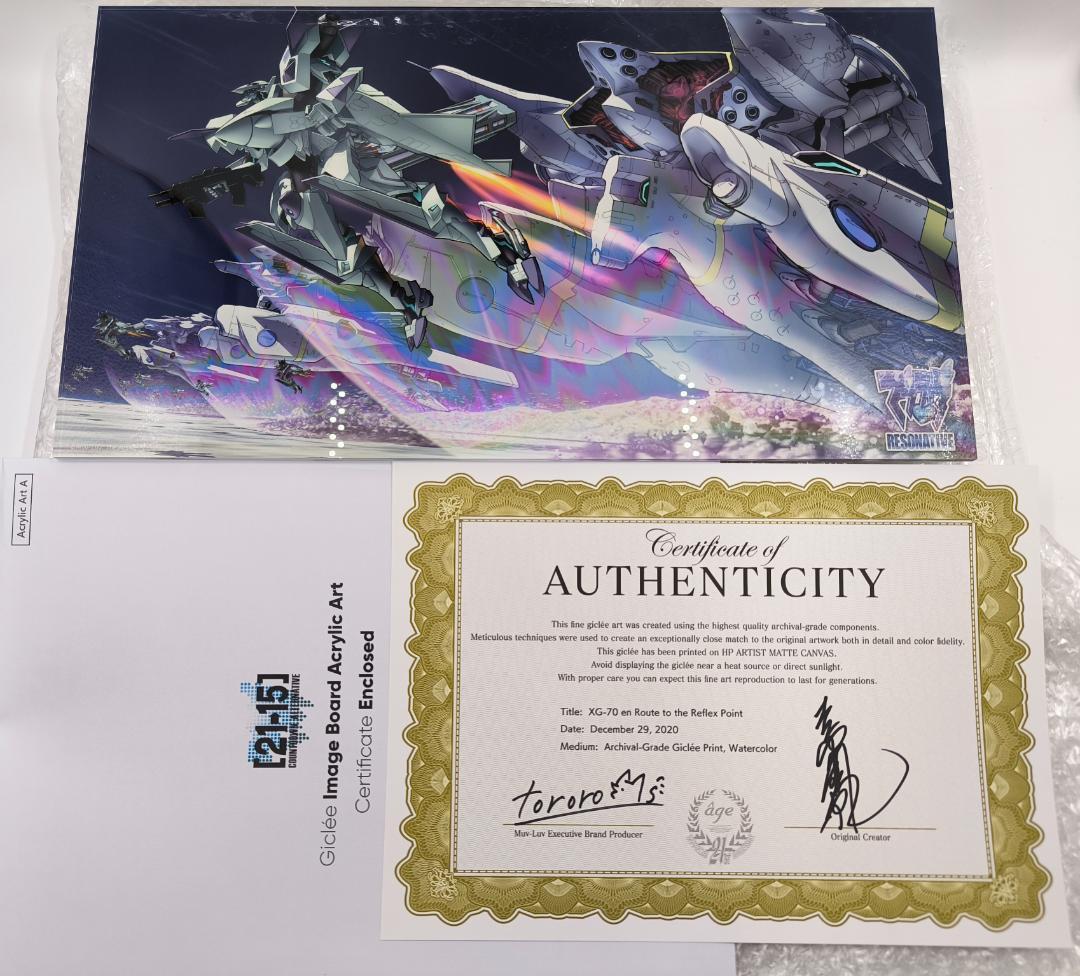 RESONATIVE
Acrylic Art A
[21-15]
COUNTDOWN ALTERNATIVE
Giclée Image Board Acrylic Art
Certificate Enclosed
Certificate of
AUTHENTICITY
This fine giclée art was created using the highest quality archival-grade components.
Meticulous techniques were used to create an exceptionally close match to the original artwork both in detail and color fidelity.
This giclée has been printed on HP ARTIST MATTE CANVAS.
Avoid displaying the giclée near a heat source or direct sunlight.
With proper care you can expect this fine art reproduction to last for generations.
Title: XG-70 en Route to the Reflex Point
Date: December 29, 2020
Medium: Archival-Grade Giclée Print, Watercolor
tororo
Muv-Luv Executive Brand Producer
âge
Original Creator